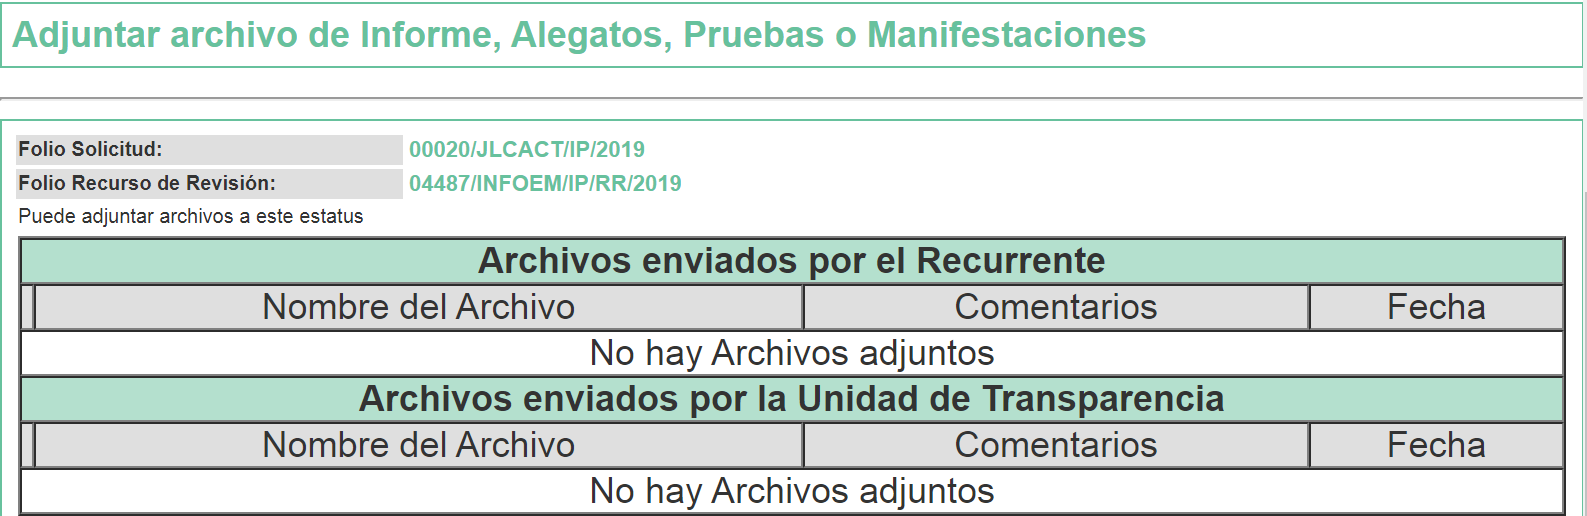 Adjuntar archivo de Informe, Alegatos, Pruebas o Manifestaciones
Folio Solicitud: 00020/JLCACT/IP/2019
Folio Recurso de Revisión: 04487/INFOEM/IP/RR/2019
Puede adjuntar archivos a este estatus
Archivos enviados por el Recurrente
Nombre del Archivo Comentarios Fecha
No hay Archivos adjuntos
Archivos enviados por la Unidad de Transparencia
Nombre del Archivo Comentarios Fecha
No hay Archivos adjuntos